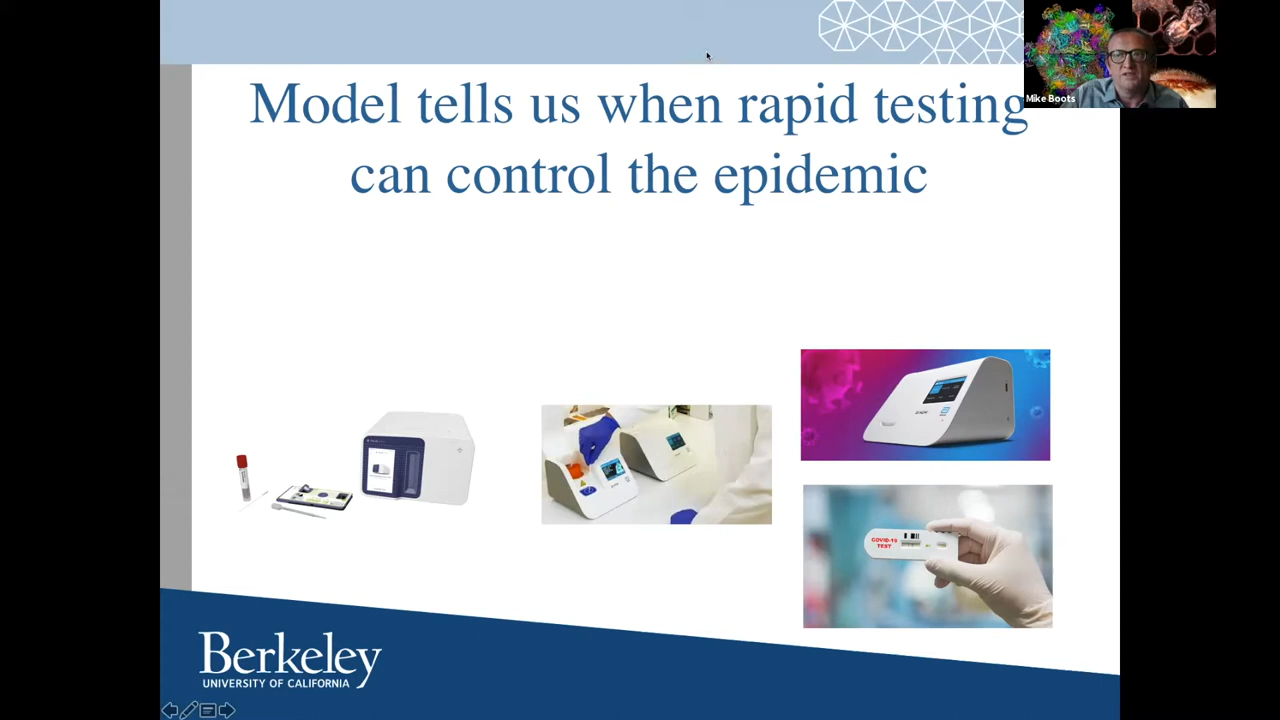 Model tells us when rapid testing
can control the epidemic
Mike Boots
COVID-19
TEST
Berkeley
UNIVERSITY OF CALIFORNIA